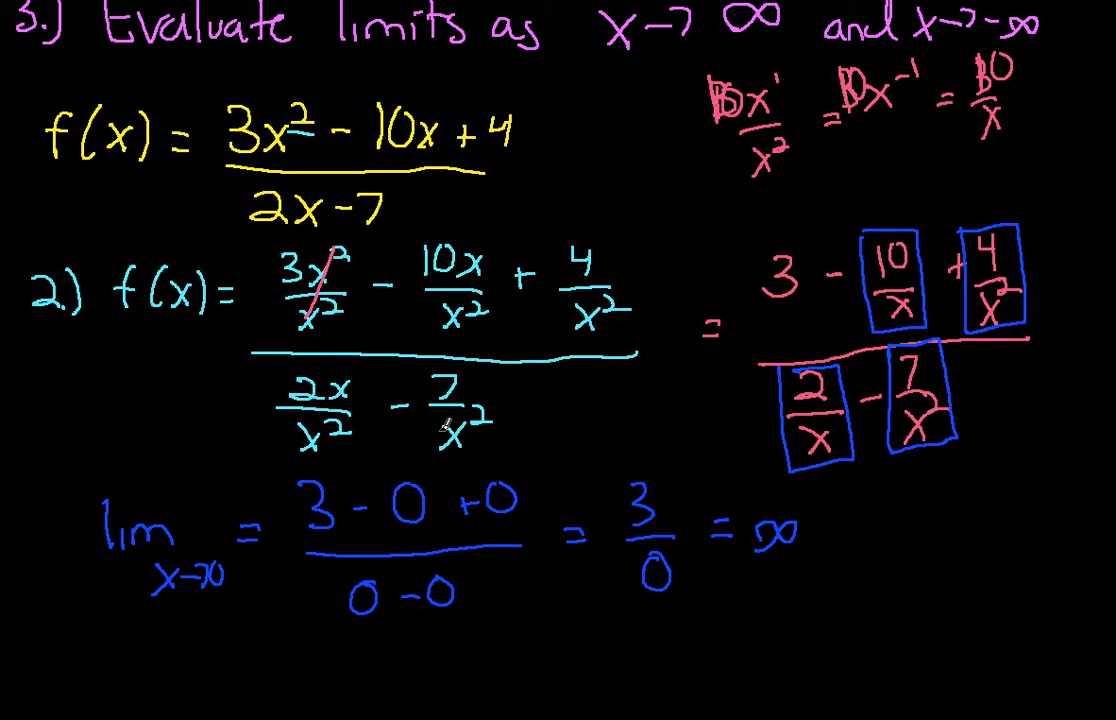 3.) Evaluate limits as x→∞ and x→-∞
10x¹/x² = 10x⁻¹ = 10/x
f(x) = (3x² - 10x + 4)/(2x - 7)
2.) f(x) = (3x²/x² - 10x/x² + 4/x²)/(2x/x² - 7/x²) = (3 - 10/x + 4/x²)/(2/x - 7/x²)
lim x→∞ = (3 - 0 + 0)/(0 - 0) = 3/0 = ∞